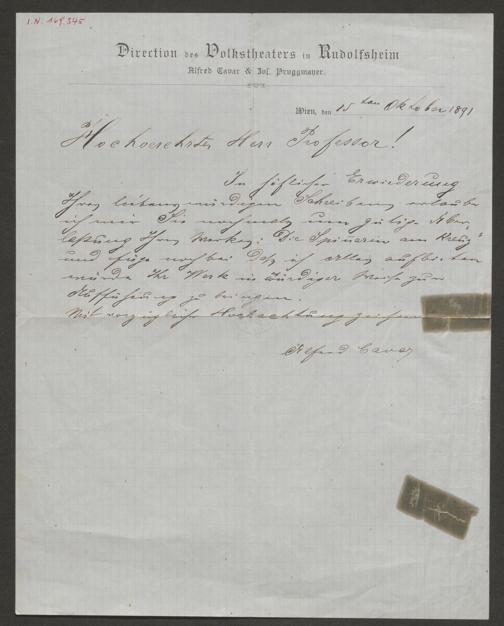 I.N. 169.345
Direction des Volkstheaters in Rudolfsheim
Alfred Cavar & Jos. Pruggmayer.
Wien, den 15ten Oktober 1891
Hochverehrter Herr Professor!
In höflicher Erwiederung
Ihres liebenswürdigen Schreibens erlaube
ich mir Sie nochmals um gütige Über-
lassung Ihres Werkes: Die Spinnerin am Kreuz"
und füge noch bei daß ich alles aufbieten
würde Ihr Werk in würdiger Weise zur
Aufführung zu bringen.
Mit vorzüglicher Hochachtung zeichnet
Alfred Cavar